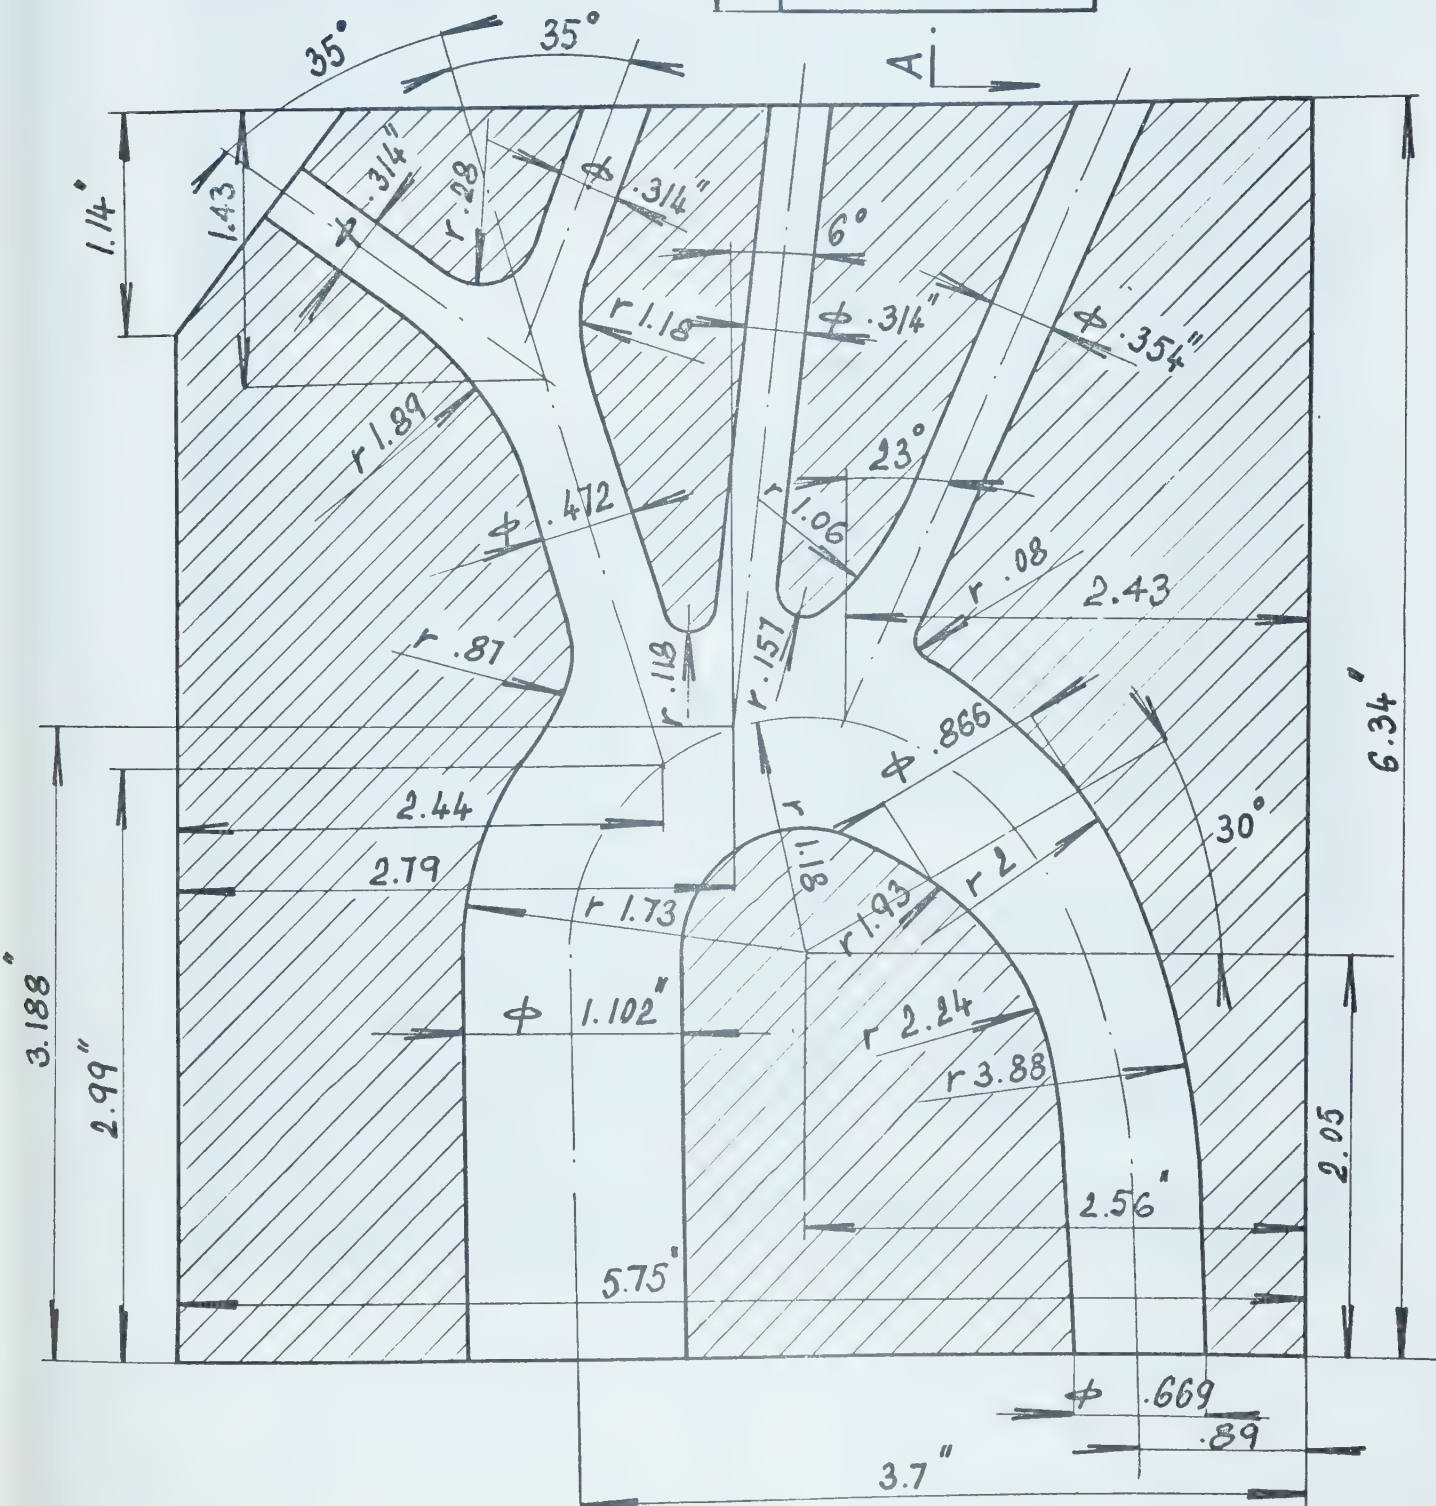 35°
35°
A
1.14"
1.43
φ .314"
r .28
φ .314"
6°
r 1.18
φ .314"
φ .354"
r 1.89
23°
φ .472
r 1.06
r .08
2.43
r .87
r .118
r .157
6.34"
φ .866
2.44
30°
2.79
r 1.18
r 2
r 1.73
r 1.93
3.188"
φ 1.102"
r 2.24
2.99"
r 3.88
2.05
2.56"
5.75"
φ .669
.89
3.7"